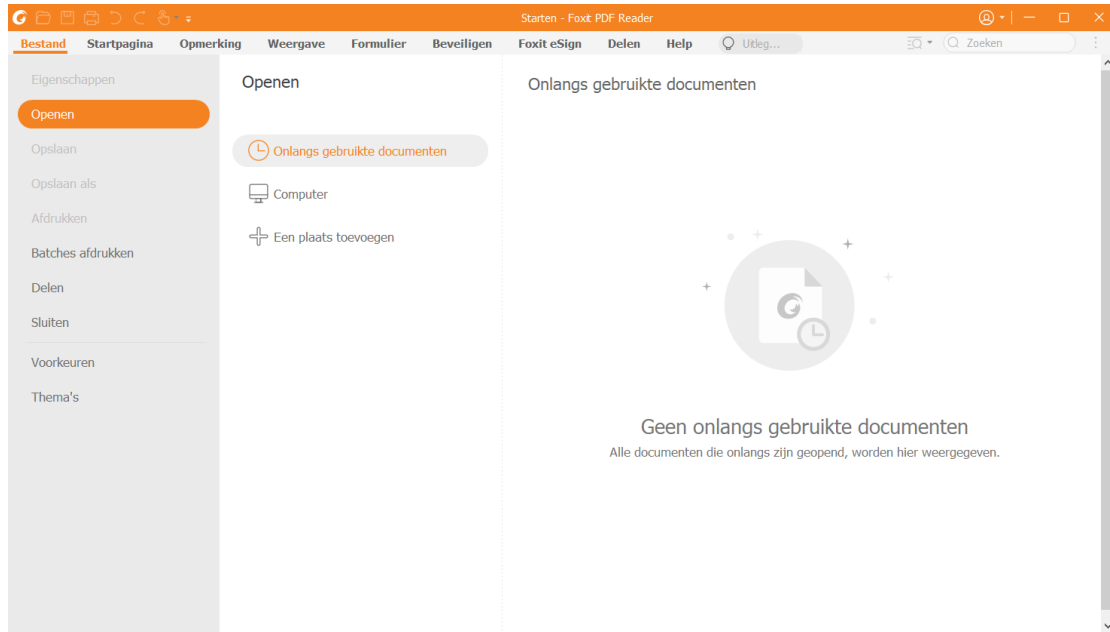 Starten - Foxit PDF Reader
Bestand Startpagina Opmerking Weergave Formulier Beveiligen Foxit eSign Delen Help Uitleg... Zoeken
Eigenschappen
Openen
Opslaan
Opslaan als
Afdrukken
Batches afdrukken
Delen
Sluiten
Voorkeuren
Thema's
Openen
Onlangs gebruikte documenten
Computer
Een plaats toevoegen
Onlangs gebruikte documenten
Geen onlangs gebruikte documenten
Alle documenten die onlangs zijn geopend, worden hier weergegeven.